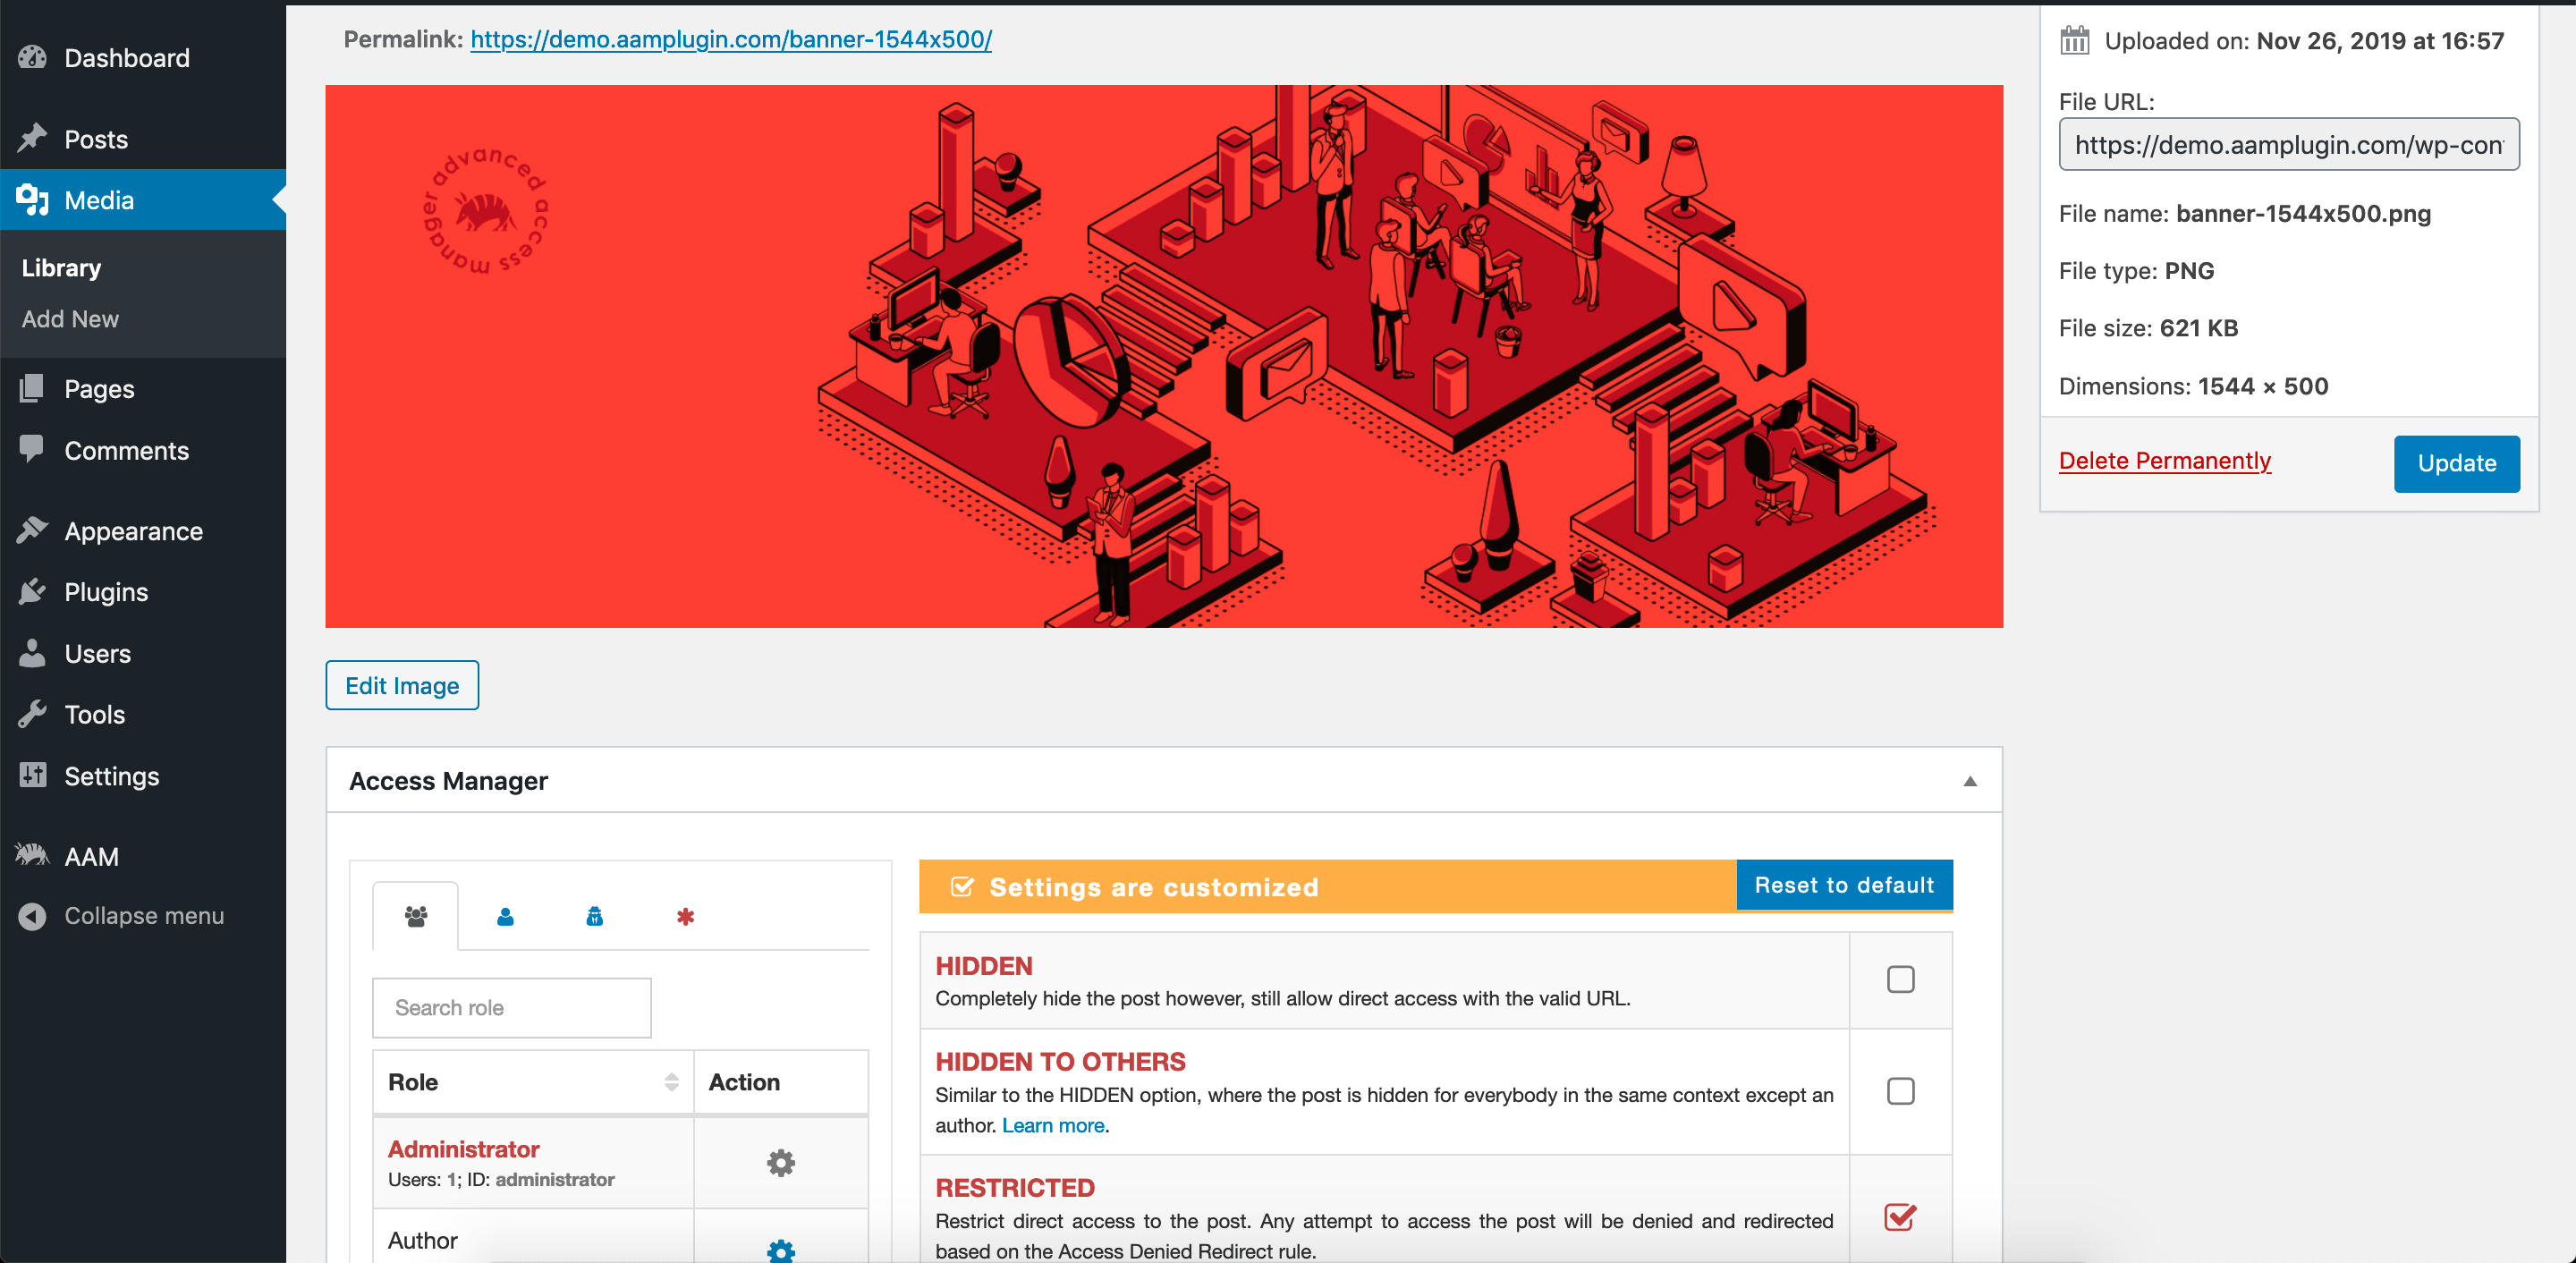 Dashboard
Posts
Media
Library
Add New
Pages
Comments
Appearance
Plugins
Users
Tools
Settings
AAM
Collapse menu
Permalink: https://demo.aamplugin.com/banner-1544x500/
advanced access manager
Edit Image
Access Manager
Search role
Role Action
Administrator
Users: 1; ID: administrator
Author
Settings are customized
Reset to default
HIDDEN
Completely hide the post however, still allow direct access with the valid URL.
HIDDEN TO OTHERS
Similar to the HIDDEN option, where the post is hidden for everybody in the same context except an
author. Learn more.
RESTRICTED
Restrict direct access to the post. Any attempt to access the post will be denied and redirected
based on the Access Denied Redirect rule.
Uploaded on: Nov 26, 2019 at 16:57
File URL:
https://demo.aamplugin.com/wp-con
File name: banner-1544x500.png
File type: PNG
File size: 621 KB
Dimensions: 1544 × 500
Delete Permanently
Update